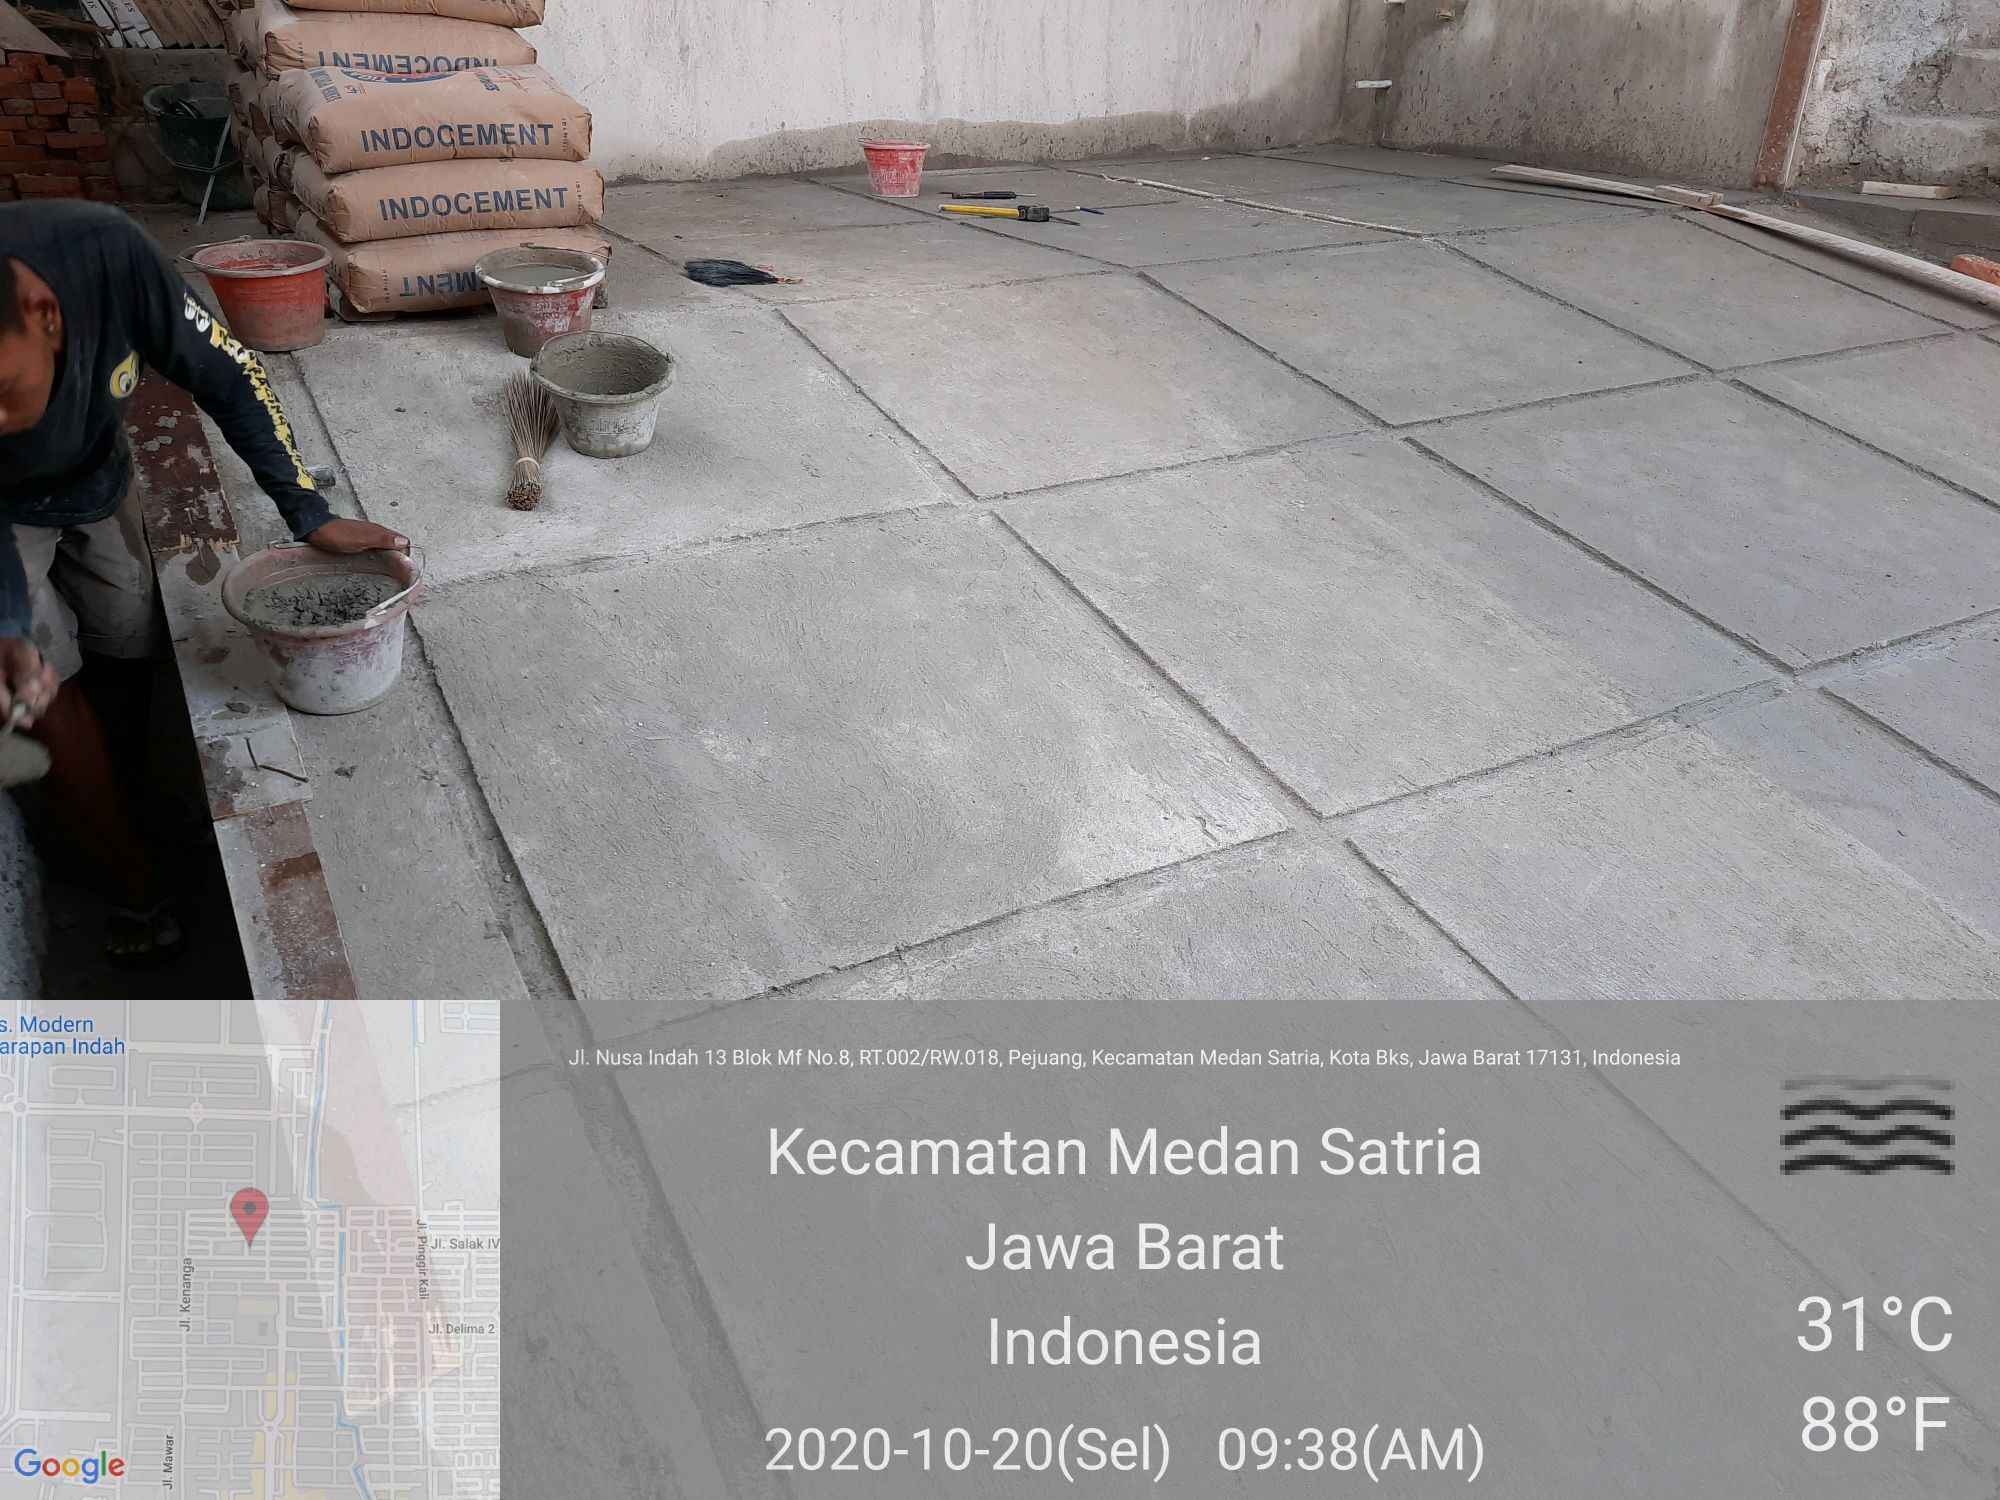 INDOCEMENT
INDOCEMENT
INDOCEMENT
EMENT
s. Modern
arapan Indah
Jl. Salak IV
Jl. Pinggir Kali
Jl. Kenanga
Jl. Delima 2
Jl. Mawar
Google
Jl. Nusa Indah 13 Blok Mf No.8, RT.002/RW.018, Pejuang, Kecamatan Medan Satria, Kota Bks, Jawa Barat 17131, Indonesia
Kecamatan Medan Satria
Jawa Barat
Indonesia
2020-10-20(Sel) 09:38(AM)
31°C
88°F